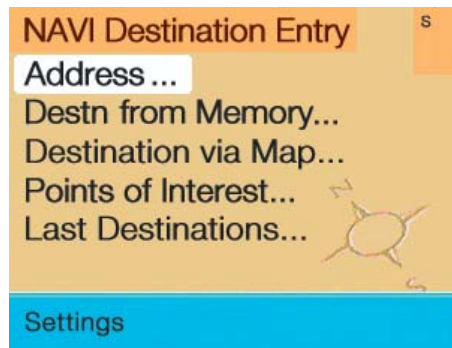 NAVI Destination Entry
S
Address ...
Destn from Memory...
Destination via Map...
Points of Interest...
Last Destinations...
N
S
Settings